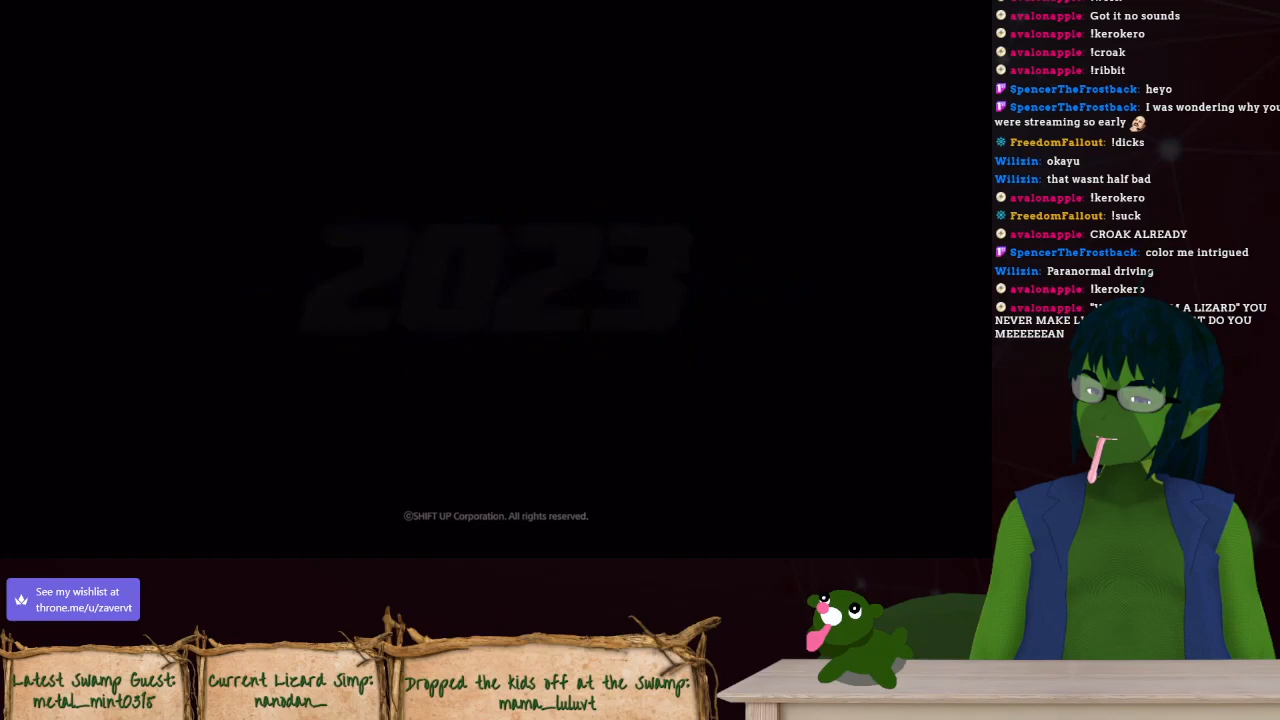 avalonapple: Got it no sounds
avalonapple: !kerokero
avalonapple: !croak
avalonapple: !ribbit
SpencerTheFrostback: heyo
SpencerTheFrostback: I was wondering why you
were streaming so early
FreedomFallout: !dicks
Wilizin: okayu
Wilizin: that wasnt half bad
avalonapple: !kerokero
FreedomFallout: !suck
avalonapple: CROAK ALREADY
SpencerTheFrostback: color me intrigued
Wilizin: Paranormal driving
avalonapple: !kerokero
avalonapple: A LIZARD" YOU
NEVER MAKE DO YOU
MEEEEEEAN
2023
©SHIFT UP Corporation. All rights reserved.
See my wishlist at
throne.me/u/zavervt
Latest Swamp Guest:
metal_mint0315
Current Lizard Simp:
nanodan_
Dropped the kids off at the Swamp:
mama_luluvt